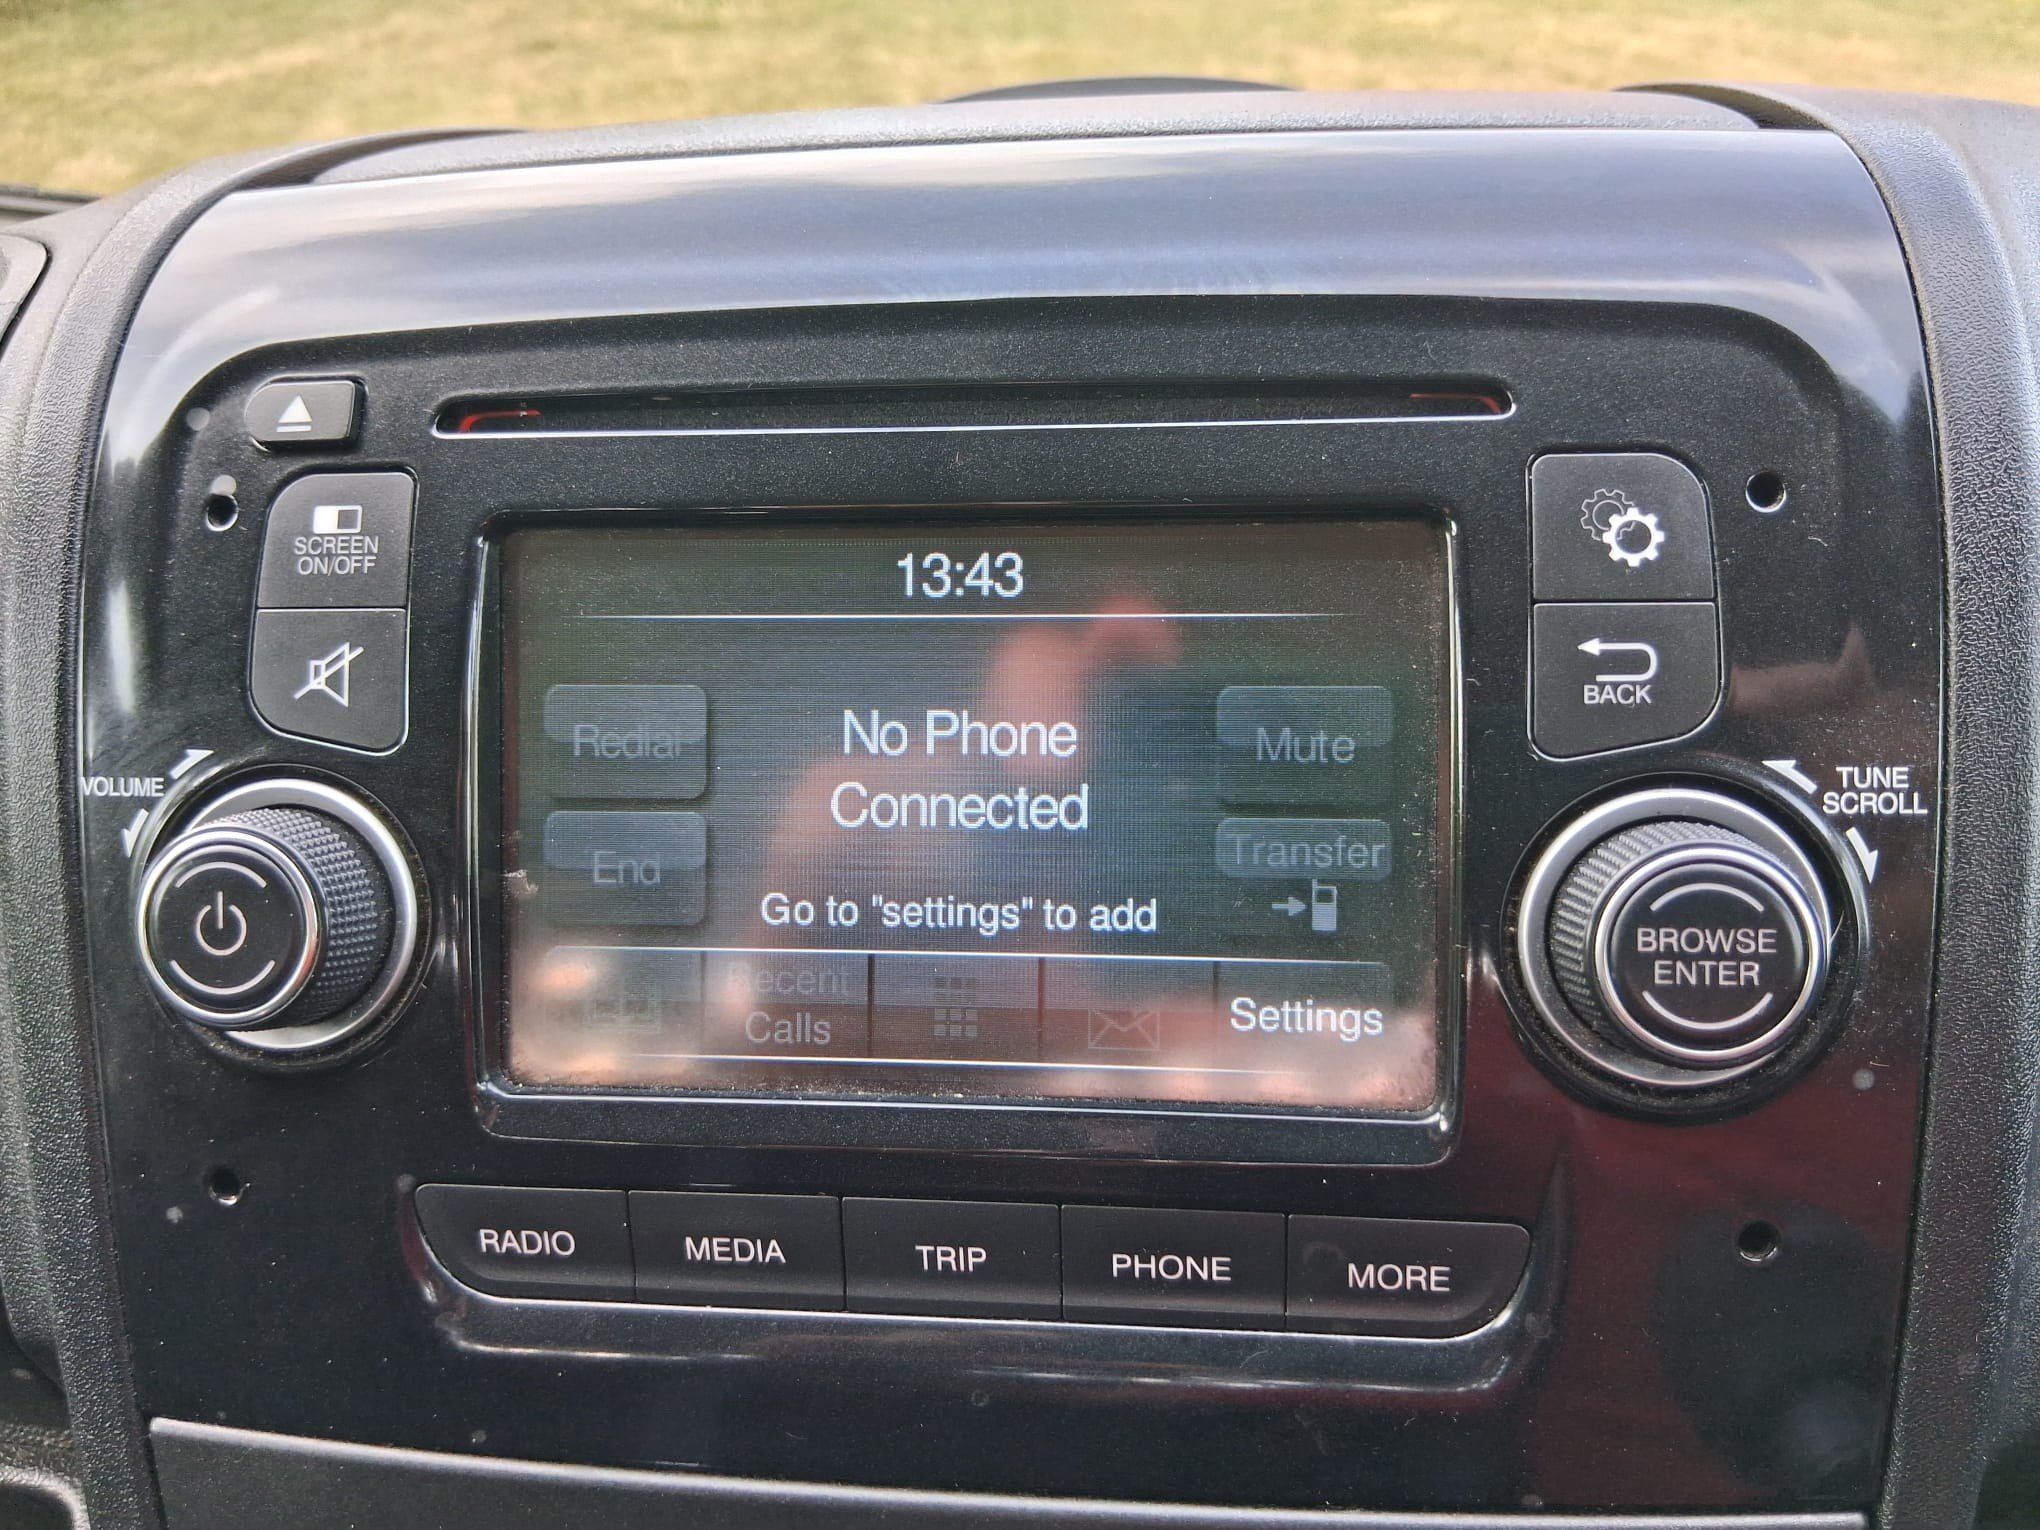 SCREEN
ON/OFF
VOLUME
13:43
Redial
No Phone
Connected
Mute
End
Transfer
Go to "settings" to add
Recent
Calls
Settings
BACK
TUNE
SCROLL
BROWSE
ENTER
RADIO
MEDIA
TRIP
PHONE
MORE